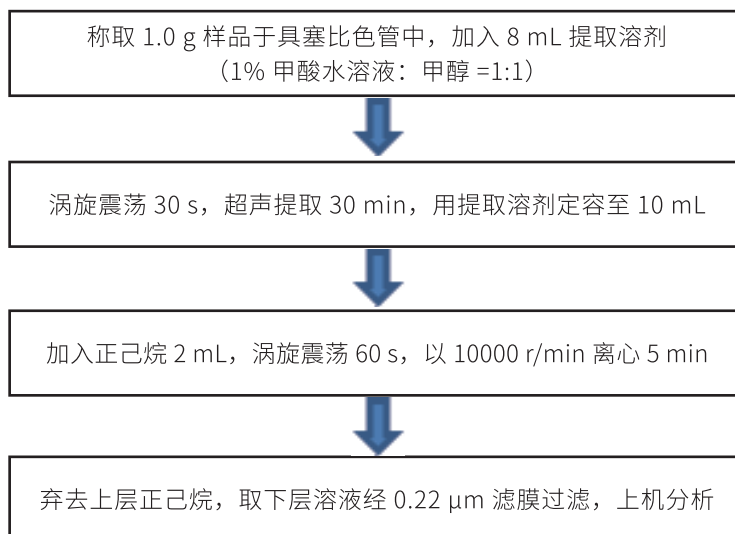 称取 1.0 g 样品于具塞比色管中，加入 8 mL 提取溶剂
（1% 甲酸水溶液：甲醇 =1:1）
涡旋震荡 30 s，超声提取 30 min，用提取溶剂定容至 10 mL
加入正己烷 2 mL，涡旋震荡 60 s，以 10000 r/min 离心 5 min
弃去上层正己烷，取下层溶液经 0.22 μm 滤膜过滤，上机分析